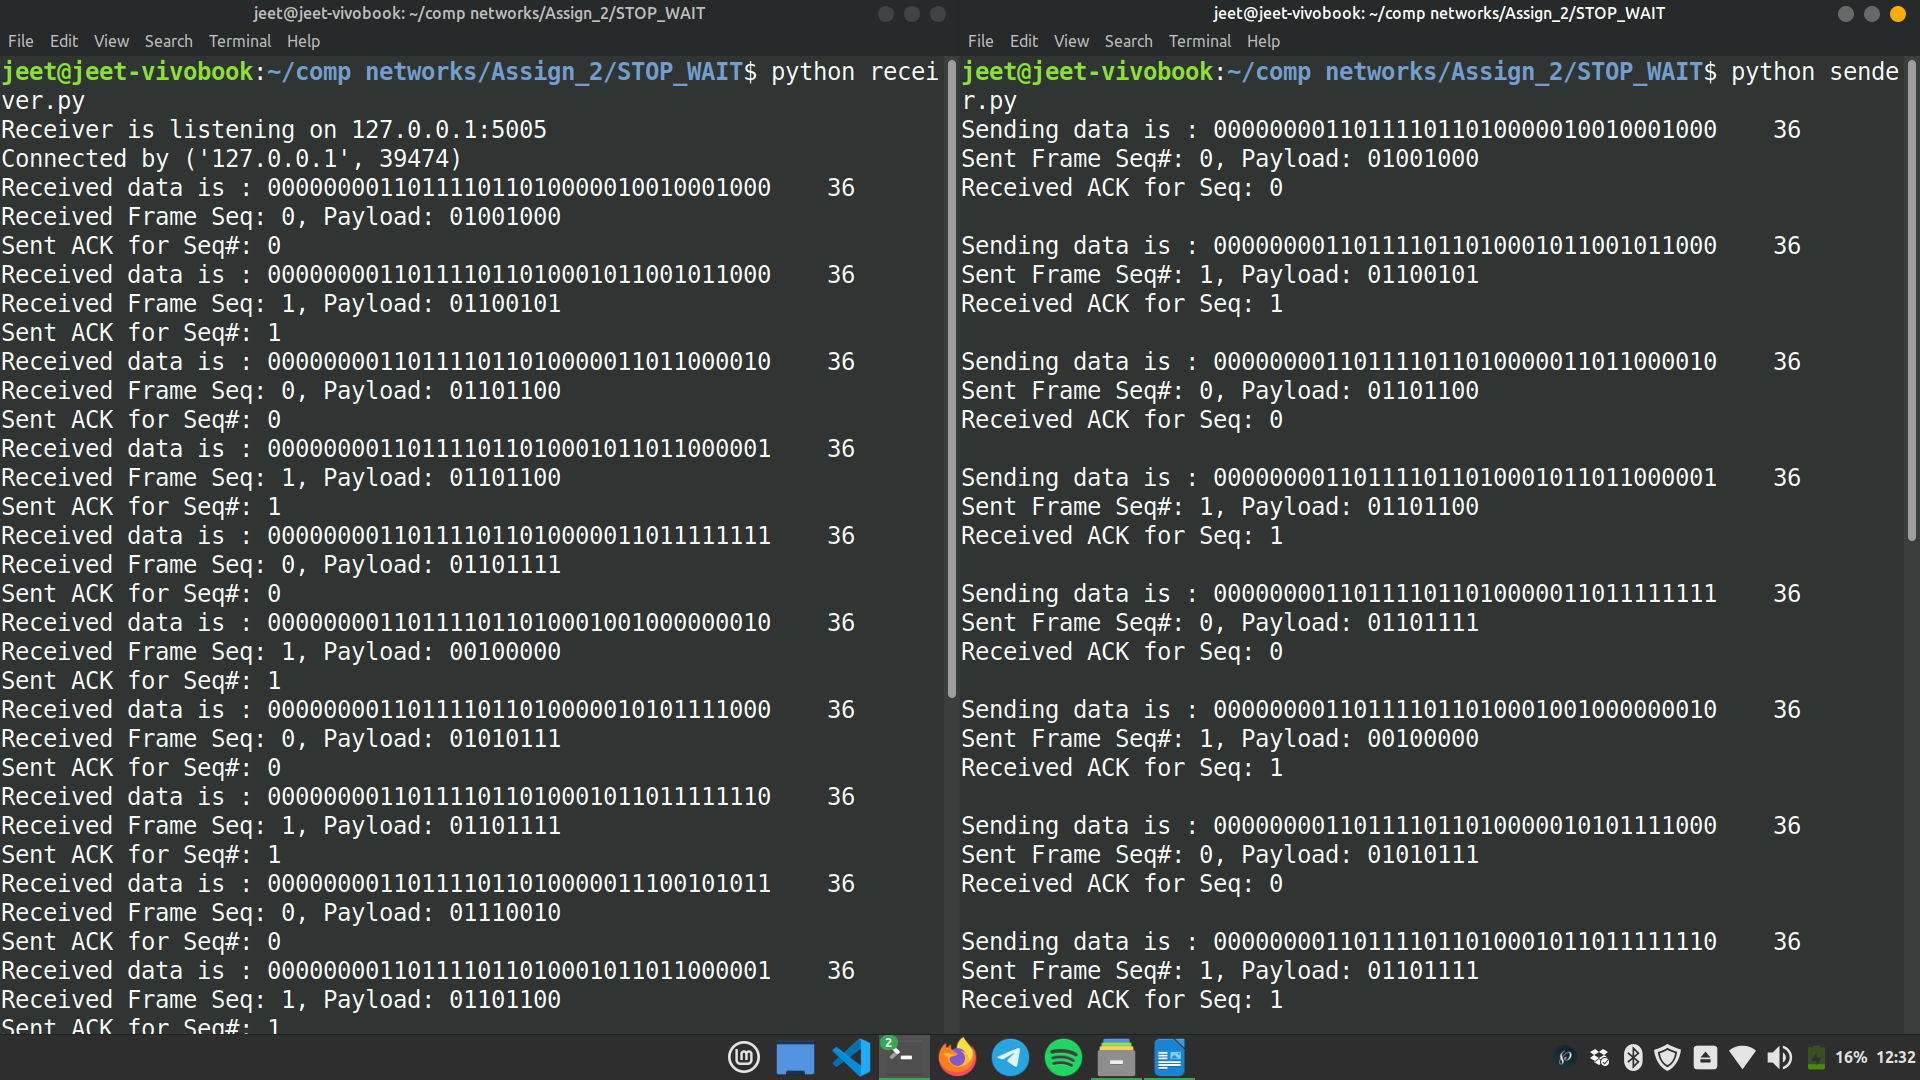 jeet@jeet-vivobook: ~/comp networks/Assign_2/STOP_WAIT
File Edit View Search Terminal Help
jeet@jeet-vivobook:~/comp networks/Assign_2/STOP_WAIT$ python recei
ver.py
Receiver is listening on 127.0.0.1:5005
Connected by ('127.0.0.1', 39474)
Received data is : 000000001101111011010000010010001000    36
Received Frame Seq: 0, Payload: 01001000
Sent ACK for Seq#: 0
Received data is : 000000001101111011010001011001011000    36
Received Frame Seq: 1, Payload: 01100101
Sent ACK for Seq#: 1
Received data is : 000000001101111011010000011011000010    36
Received Frame Seq: 0, Payload: 01101100
Sent ACK for Seq#: 0
Received data is : 000000001101111011010001011011000001    36
Received Frame Seq: 1, Payload: 01101100
Sent ACK for Seq#: 1
Received data is : 000000001101111011010000011011111111    36
Received Frame Seq: 0, Payload: 01101111
Sent ACK for Seq#: 0
Received data is : 000000001101111011010001001000000010    36
Received Frame Seq: 1, Payload: 00100000
Sent ACK for Seq#: 1
Received data is : 000000001101111011010000010101111000    36
Received Frame Seq: 0, Payload: 01010111
Sent ACK for Seq#: 0
Received data is : 000000001101111011010001011011111110    36
Received Frame Seq: 1, Payload: 01101111
Sent ACK for Seq#: 1
Received data is : 000000001101111011010000011100101011    36
Received Frame Seq: 0, Payload: 01110010
Sent ACK for Seq#: 0
Received data is : 000000001101111011010001011011000001    36
Received Frame Seq: 1, Payload: 01101100
Sent ACK for Seq#: 1
jeet@jeet-vivobook: ~/comp networks/Assign_2/STOP_WAIT
File Edit View Search Terminal Help
jeet@jeet-vivobook:~/comp networks/Assign_2/STOP_WAIT$ python sende
r.py
Sending data is : 000000001101111011010000010010001000    36
Sent Frame Seq#: 0, Payload: 01001000
Received ACK for Seq: 0
Sending data is : 000000001101111011010001011001011000    36
Sent Frame Seq#: 1, Payload: 01100101
Received ACK for Seq: 1
Sending data is : 000000001101111011010000011011000010    36
Sent Frame Seq#: 0, Payload: 01101100
Received ACK for Seq: 0
Sending data is : 000000001101111011010001011011000001    36
Sent Frame Seq#: 1, Payload: 01101100
Received ACK for Seq: 1
Sending data is : 000000001101111011010000011011111111    36
Sent Frame Seq#: 0, Payload: 01101111
Received ACK for Seq: 0
Sending data is : 000000001101111011010001001000000010    36
Sent Frame Seq#: 1, Payload: 00100000
Received ACK for Seq: 1
Sending data is : 000000001101111011010000010101111000    36
Sent Frame Seq#: 0, Payload: 01010111
Received ACK for Seq: 0
Sending data is : 000000001101111011010001011011111110    36
Sent Frame Seq#: 1, Payload: 01101111
Received ACK for Seq: 1
2
16% 12:32